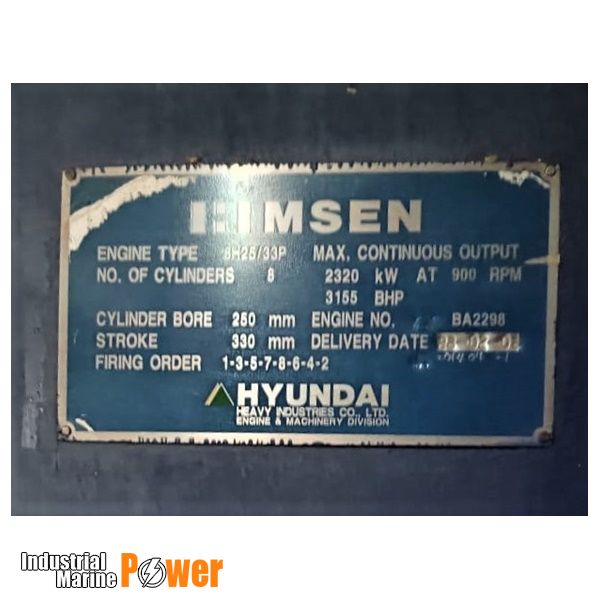 HIMSEN
ENGINE TYPE 8H25/33P MAX. CONTINUOUS OUTPUT
NO. OF CYLINDERS 8 2320 kW AT 900 RPM
3155 BHP
CYLINDER BORE 250 mm ENGINE NO. BA2298
STROKE 330 mm DELIVERY DATE
FIRING ORDER 1-3-5-7-8-6-4-2
HYUNDAI
HEAVY INDUSTRIES CO., LTD.
ENGINE & MACHINERY DIVISION
Industrial
Marine Power